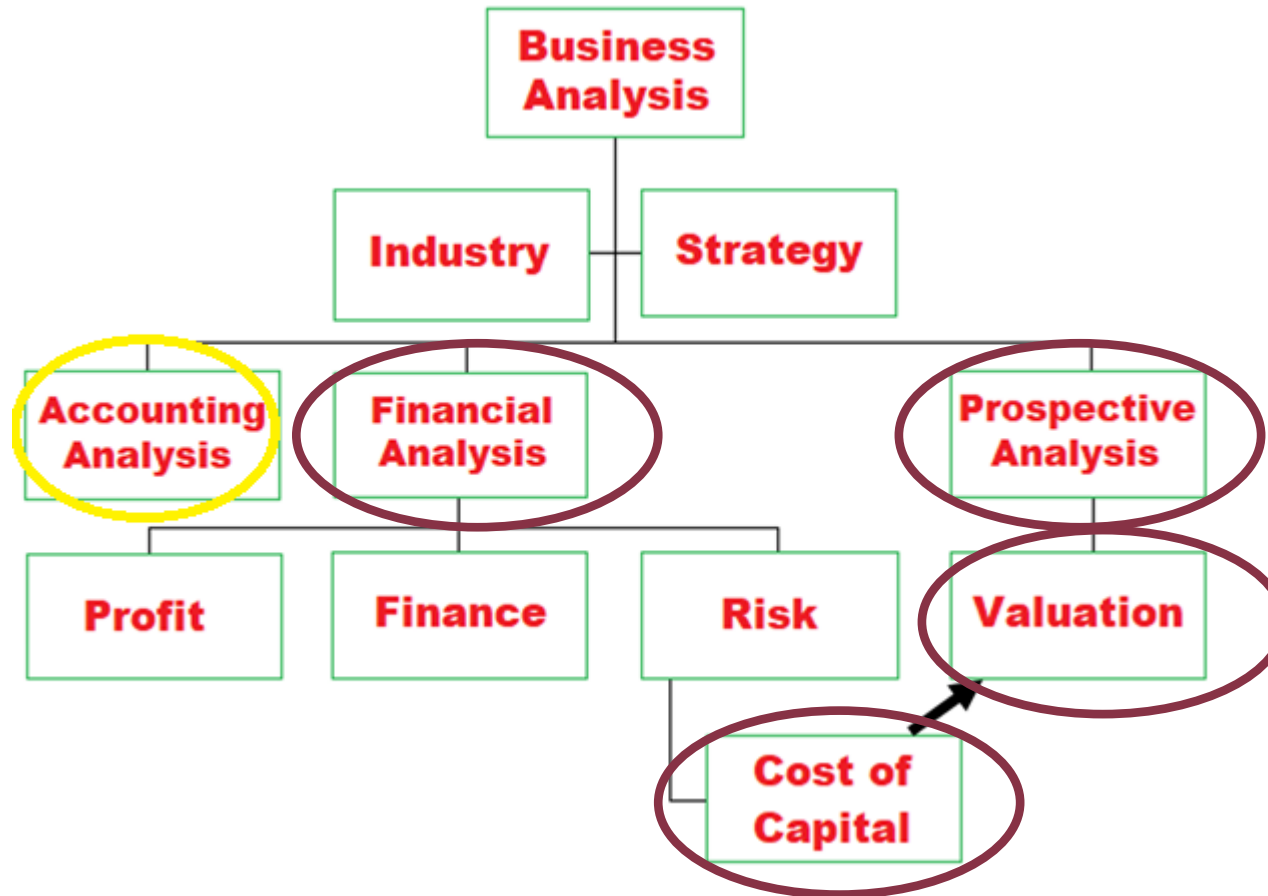 Business
Analysis
Industry
Strategy
Accounting
Analysis
Financial
Analysis
Prospective
Analysis
Profit
Finance
Risk
Valuation
Cost of
Capital